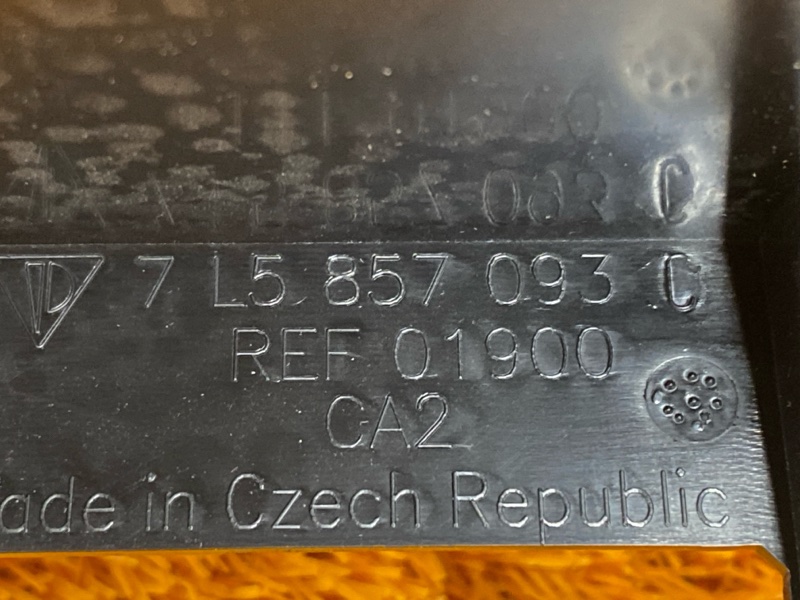 7 L5 857 093 C
REF 01900
CA2
ade in Czech Republic